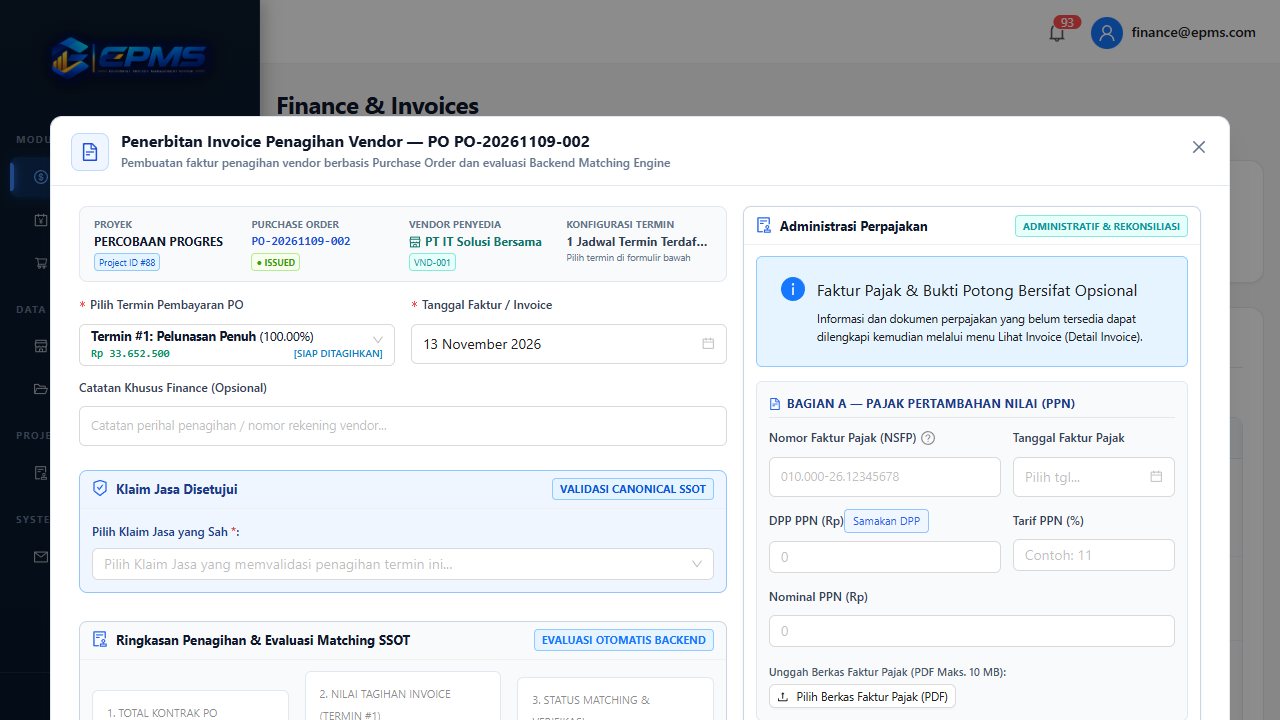 EPMS
93
finance@epms.com
Finance & Invoices
MODU
DATA
PROJE
SYSTE
Penerbitan Invoice Penagihan Vendor — PO PO-20261109-002
Pembuatan faktur penagihan vendor berbasis Purchase Order dan evaluasi Backend Matching Engine
PROYEK
PERCOBAAN PROGRES
Project ID #88
PURCHASE ORDER
PO-20261109-002
● ISSUED
VENDOR PENYEDIA
PT IT Solusi Bersama
VND-001
KONFIGURASI TERMIN
1 Jadwal Termin Terdaf...
Pilih termin di formulir bawah
* Pilih Termin Pembayaran PO
Termin #1: Pelunasan Penuh (100.00%)
Rp 33.652.500 [SIAP DITAGIHKAN]
* Tanggal Faktur / Invoice
13 November 2026
Catatan Khusus Finance (Opsional)
Catatan perihal penagihan / nomor rekening vendor...
Klaim Jasa Disetujui
VALIDASI CANONICAL SSOT
Pilih Klaim Jasa yang Sah *:
Pilih Klaim Jasa yang memvalidasi penagihan termin ini...
Ringkasan Penagihan & Evaluasi Matching SSOT
EVALUASI OTOMATIS BACKEND
1. TOTAL KONTRAK PO
2. NILAI TAGIHAN INVOICE
(TERMIN #1)
3. STATUS MATCHING &
VERIFIKASI
Administrasi Perpajakan
ADMINISTRATIF & REKONSILIASI
Faktur Pajak & Bukti Potong Bersifat Opsional
Informasi dan dokumen perpajakan yang belum tersedia dapat
dilengkapi kemudian melalui menu Lihat Invoice (Detail Invoice).
BAGIAN A — PAJAK PERTAMBAHAN NILAI (PPN)
Nomor Faktur Pajak (NSFP)
010.000-26.12345678
Tanggal Faktur Pajak
Pilih tgl...
DPP PPN (Rp) Samakan DPP
0
Tarif PPN (%)
Contoh: 11
Nominal PPN (Rp)
0
Unggah Berkas Faktur Pajak (PDF Maks. 10 MB):
Pilih Berkas Faktur Pajak (PDF)